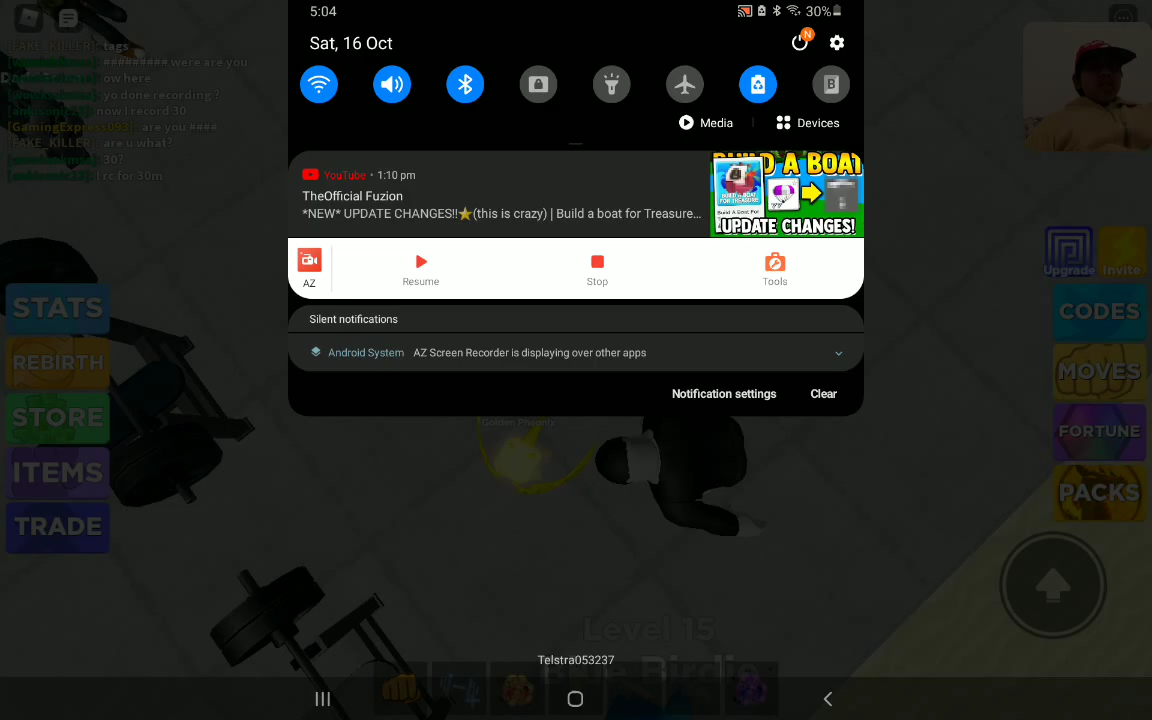 5:04
30%
Sat, 16 Oct
N
B
Media
Devices
YouTube • 1:10 pm
TheOfficial Fuzion
*NEW* UPDATE CHANGES!!⭐(this is crazy) | Build a boat for Treasure...
BUILD A BOAT
UPDATE CHANGES!
AZ
Resume
Stop
Tools
Silent notifications
Android System AZ Screen Recorder is displaying over other apps
Notification settings
Clear
[FAKE_KILLER]: tags
######### were are you
ow here
yo done recording ?
now I record 30
[GamingExpress093]: are you ####
FAKE_KILLER are u what?
30?
I rc for 30m
STATS
REBIRTH
STORE
ITEMS
TRADE
Upgrade
Invite
CODES
MOVES
FORTUNE
PACKS
Golden Phoenix
Level 15
Birdie
Telstra053237